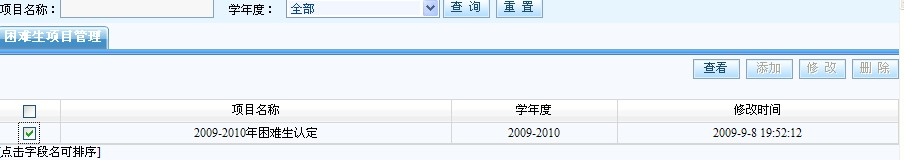 项目名称： 学年度： 全部 查 询 重 置
困难生项目管理
查看 添加 修 改 删 除
项目名称 学年度 修改时间
2009-2010年困难生认定 2009-2010 2009-9-8 19:52:12
[点击字段名可排序]